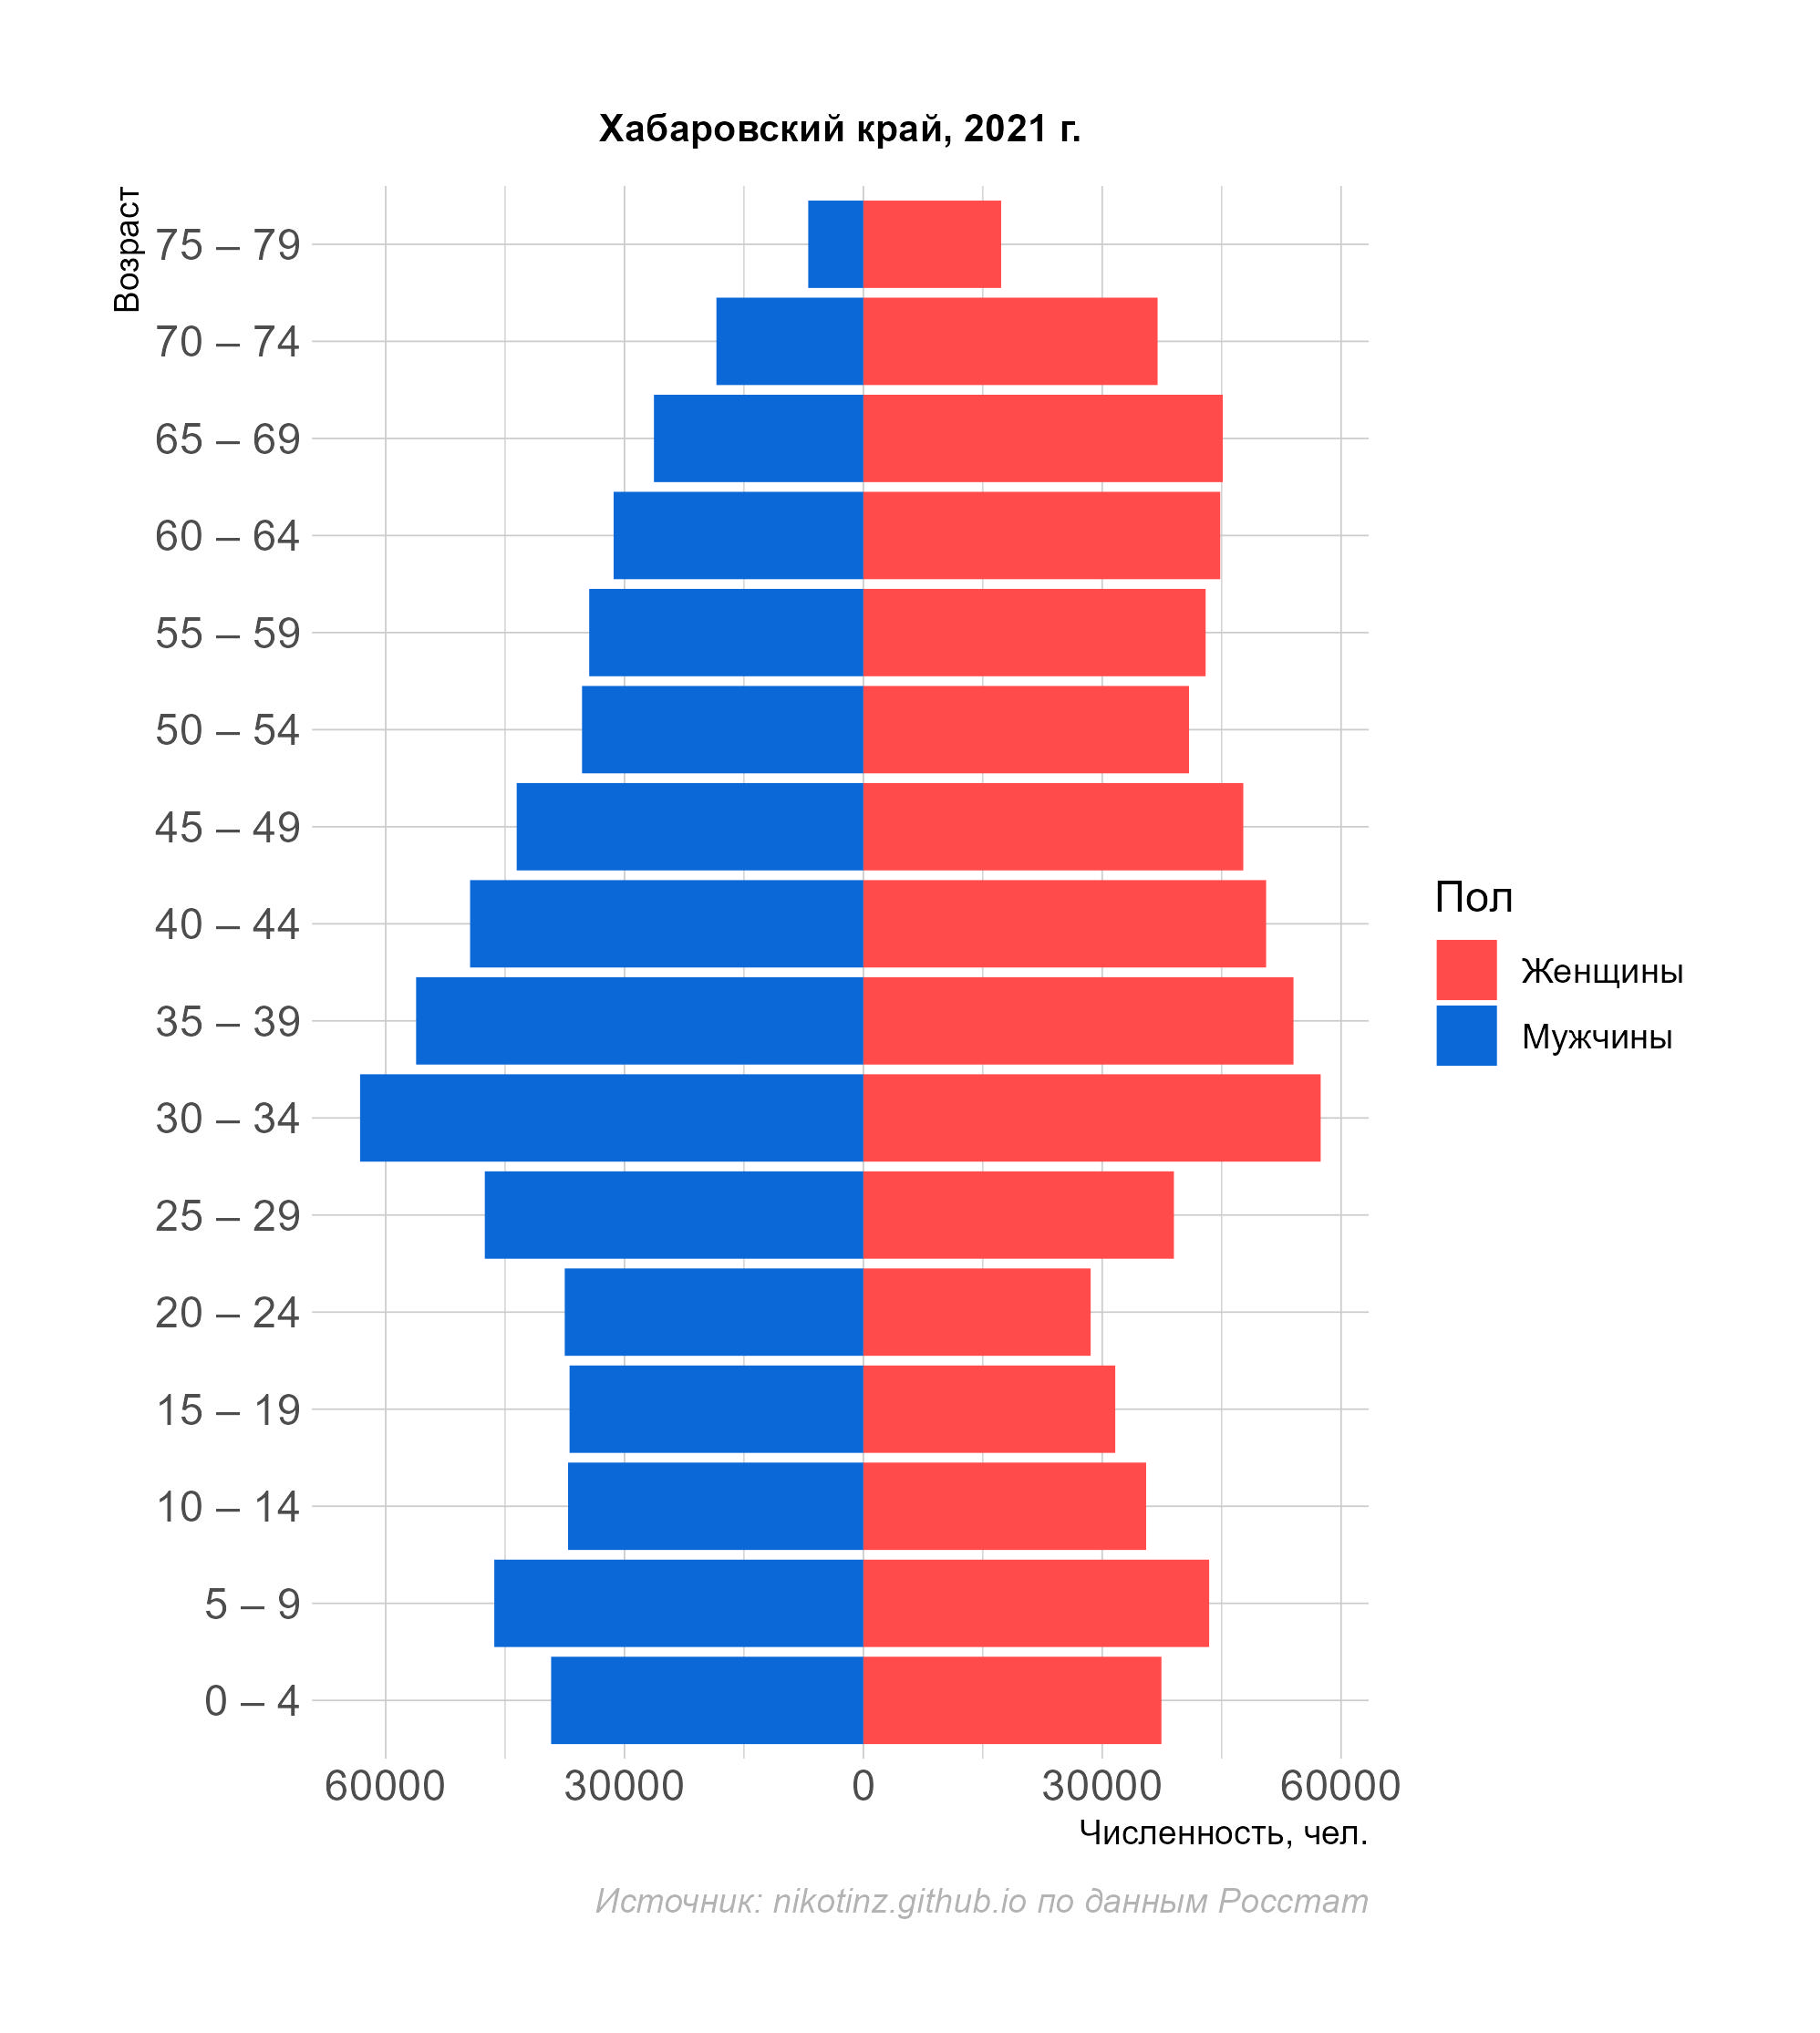 Хабаровский край, 2021 г.
Возраст
75 – 79
70 – 74
65 – 69
60 – 64
55 – 59
50 – 54
45 – 49
40 – 44
35 – 39
30 – 34
25 – 29
20 – 24
15 – 19
10 – 14
5 – 9
0 – 4
60000 30000 0 30000 60000
Численность, чел.
Пол
Женщины
Мужчины
Источник: nikotinz.github.io по данным Росстат